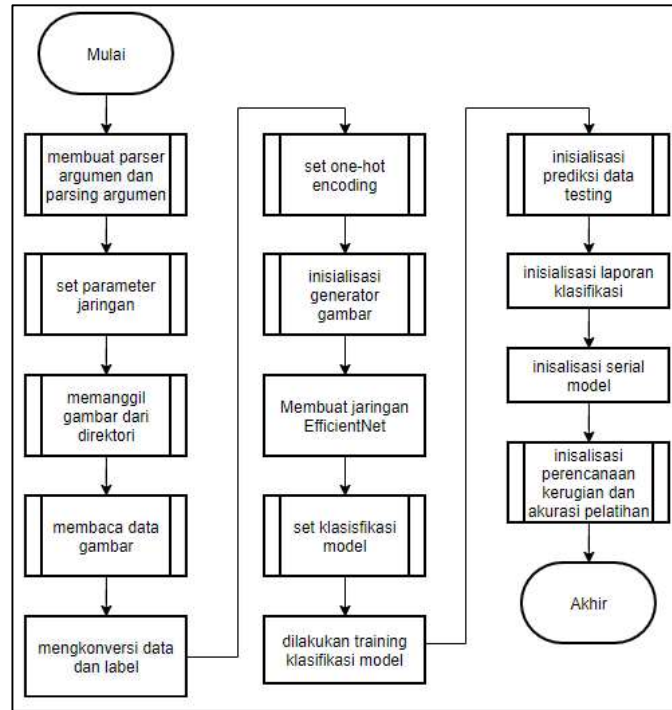 Mulai
membuat parser
argumen dan
parsing argumen
set parameter
jaringan
memanggil
gambar dari
direktori
membaca data
gambar
mengkonversi data
dan label
set one-hot
encoding
inisialisasi
generator
gambar
Membuat jaringan
EfficientNet
set klasisfikasi
model
dilakukan training
klasifikasi model
inisialisasi
prediksi data
testing
inisialisasi laporan
klasifikasi
inisalisasi serial
model
inisalisasi
perencanaan
kerugian dan
akurasi pelatihan
Akhir